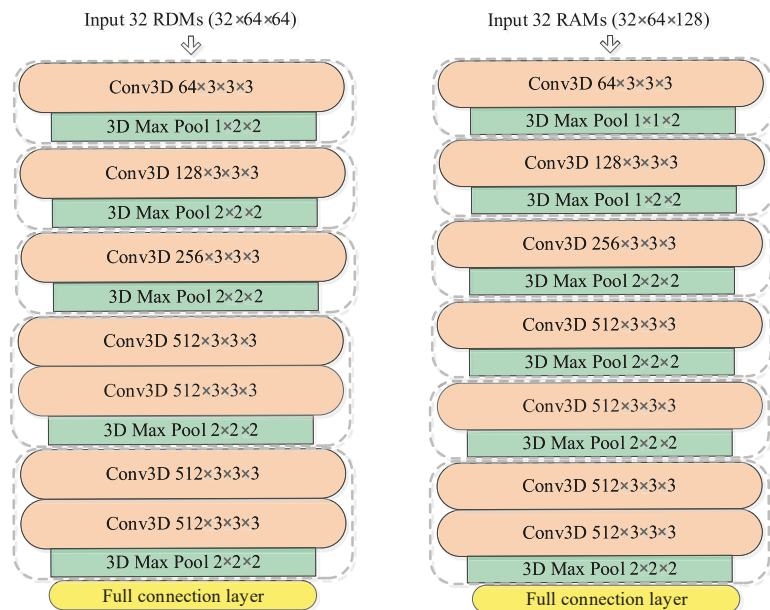 Input 32 RDMs (32×64×64)
Conv3D 64×3×3×3
3D Max Pool 1×2×2
Conv3D 128×3×3×3
3D Max Pool 2×2×2
Conv3D 256×3×3×3
3D Max Pool 2×2×2
Conv3D 512×3×3×3
Conv3D 512×3×3×3
3D Max Pool 2×2×2
Conv3D 512×3×3×3
Conv3D 512×3×3×3
3D Max Pool 2×2×2
Full connection layer
Input 32 RAMs (32×64×128)
Conv3D 64×3×3×3
3D Max Pool 1×1×2
Conv3D 128×3×3×3
3D Max Pool 1×2×2
Conv3D 256×3×3×3
3D Max Pool 2×2×2
Conv3D 512×3×3×3
3D Max Pool 2×2×2
Conv3D 512×3×3×3
3D Max Pool 2×2×2
Conv3D 512×3×3×3
Conv3D 512×3×3×3
3D Max Pool 2×2×2
Full connection layer